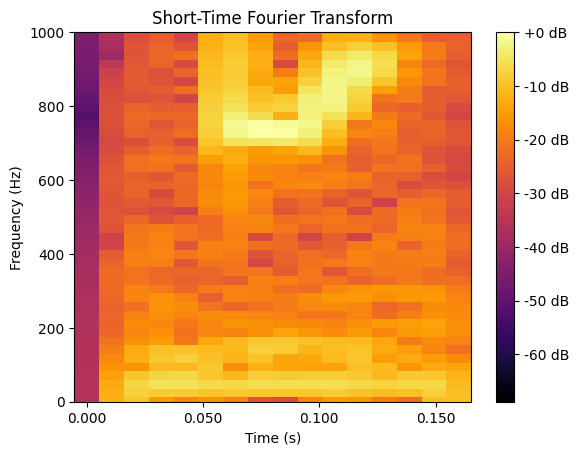 Short-Time Fourier Transform
1000
800
600
400
200
0
Frequency (Hz)
0.000
0.050
0.100
0.150
Time (s)
+0 dB
-10 dB
-20 dB
-30 dB
-40 dB
-50 dB
-60 dB